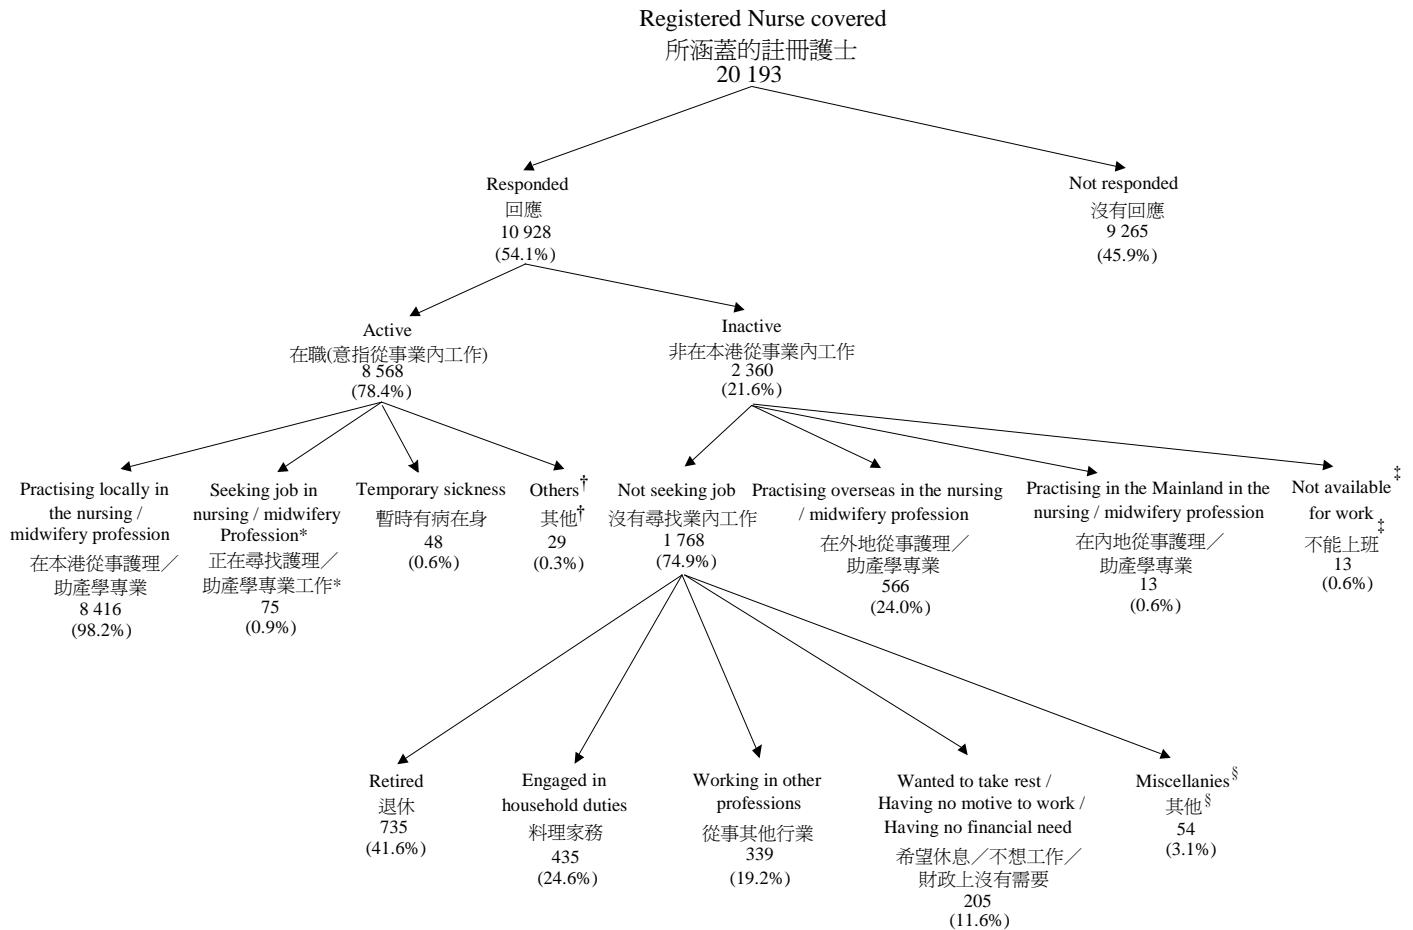 Registered Nurse covered
所涵蓋的註冊護士
20 193
Responded
回應
10 928
(54.1%)
Not responded
沒有回應
9 265
(45.9%)
Active
在職(意指從事業內工作)
8 568
(78.4%)
Inactive
非在本港從事業內工作
2 360
(21.6%)
Practising locally in
the nursing /
midwifery profession
在本港從事護理／
助產學專業
8 416
(98.2%)
Seeking job in
nursing / midwifery
Profession*
正在尋找護理／
助產學專業工作*
75
(0.9%)
Temporary sickness
暫時有病在身
48
(0.6%)
Others†
其他†
29
(0.3%)
Not seeking job
沒有尋找業內工作
1 768
(74.9%)
Practising overseas in the nursing
/ midwifery profession
在外地從事護理／
助產學專業
566
(24.0%)
Practising in the Mainland in the
nursing / midwifery profession
在內地從事護理／
助產學專業
13
(0.6%)
Not available‡
for work
不能上班‡
13
(0.6%)
Retired
退休
735
(41.6%)
Engaged in
household duties
料理家務
435
(24.6%)
Working in other
professions
從事其他行業
339
(19.2%)
Wanted to take rest /
Having no motive to work /
Having no financial need
希望休息／不想工作／
財政上沒有需要
205
(11.6%)
Miscellanies§
其他§
54
(3.1%)